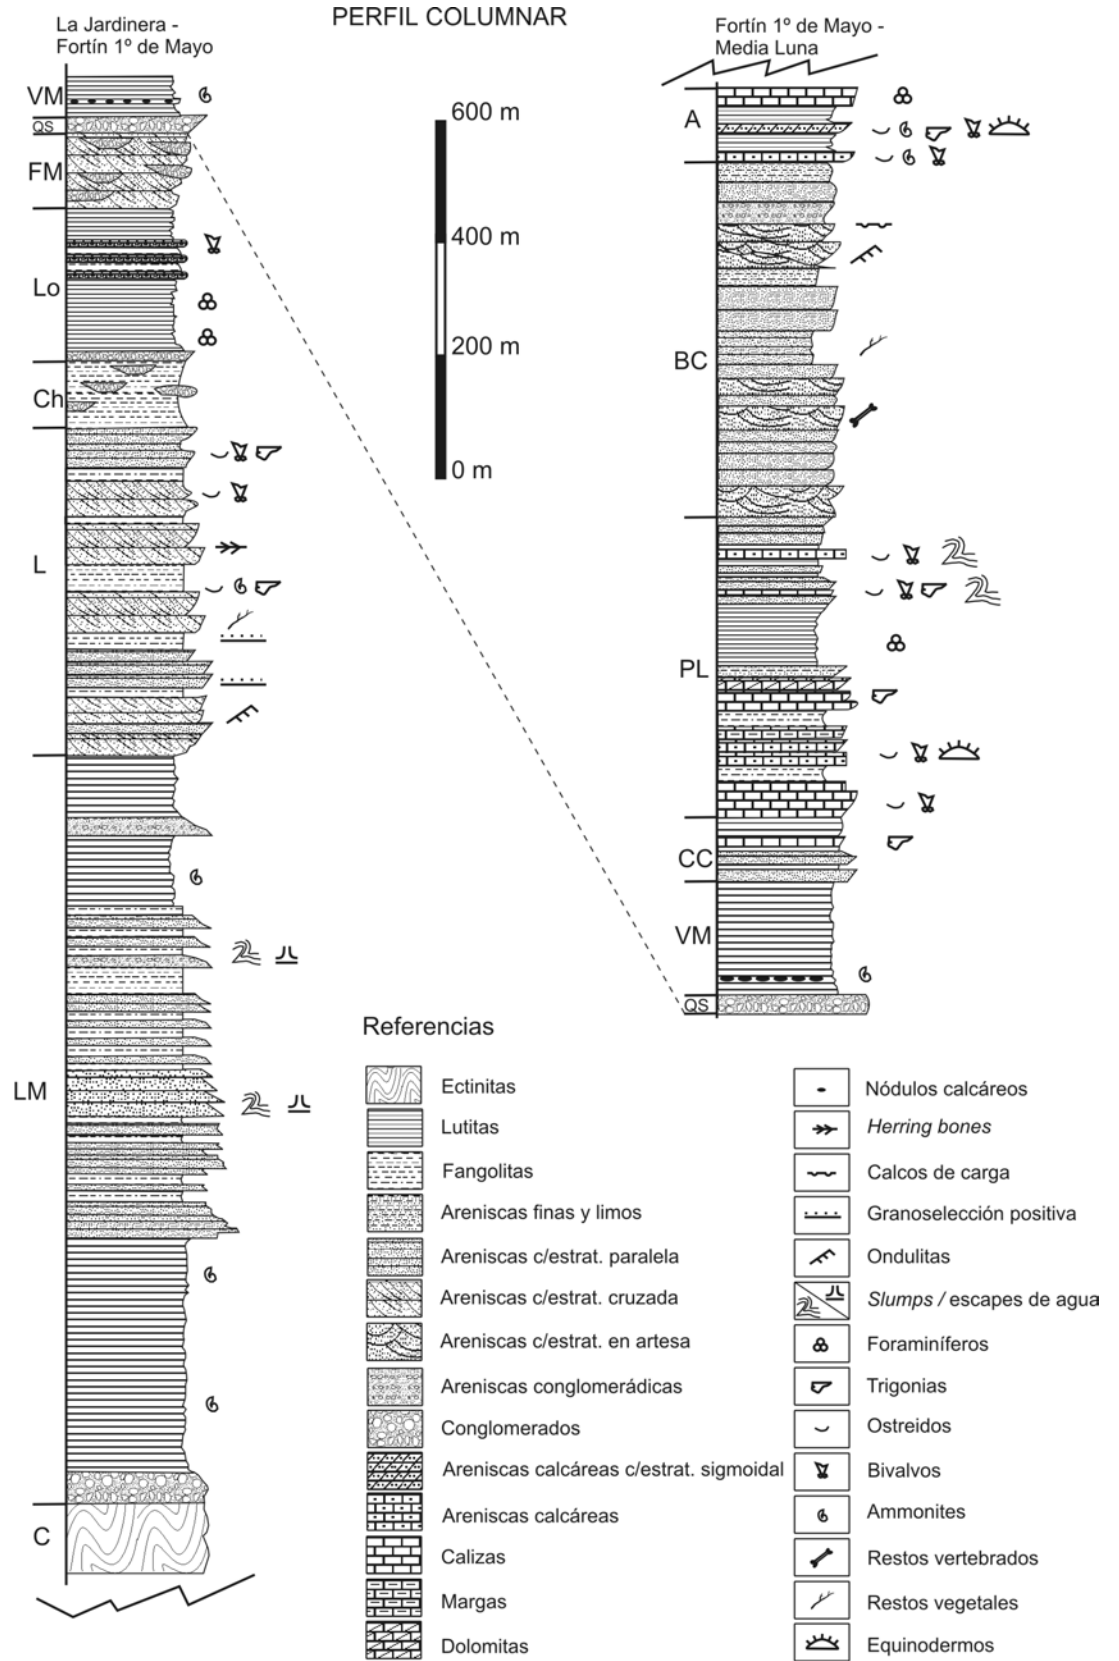 PERFIL COLUMNAR
La Jardinera -
Fortín 1º de Mayo
VM
QS
FM
Lo
Ch
L
LM
C
600 m
400 m
200 m
0 m
Fortín 1º de Mayo -
Media Luna
A
BC
PL
CC
VM
QS
Referencias
Ectinitas
Lutitas
Fangolitas
Areniscas finas y limos
Areniscas c/estrat. paralela
Areniscas c/estrat. cruzada
Areniscas c/estrat. en artesa
Areniscas conglomerádicas
Conglomerados
Areniscas calcáreas c/estrat. sigmoidal
Areniscas calcáreas
Calizas
Margas
Dolomitas
Nódulos calcáreos
Herring bones
Calcos de carga
Granoselección positiva
Ondulitas
Slumps / escapes de agua
Foraminíferos
Trigonias
Ostreidos
Bivalvos
Ammonites
Restos vertebrados
Restos vegetales
Equinodermos